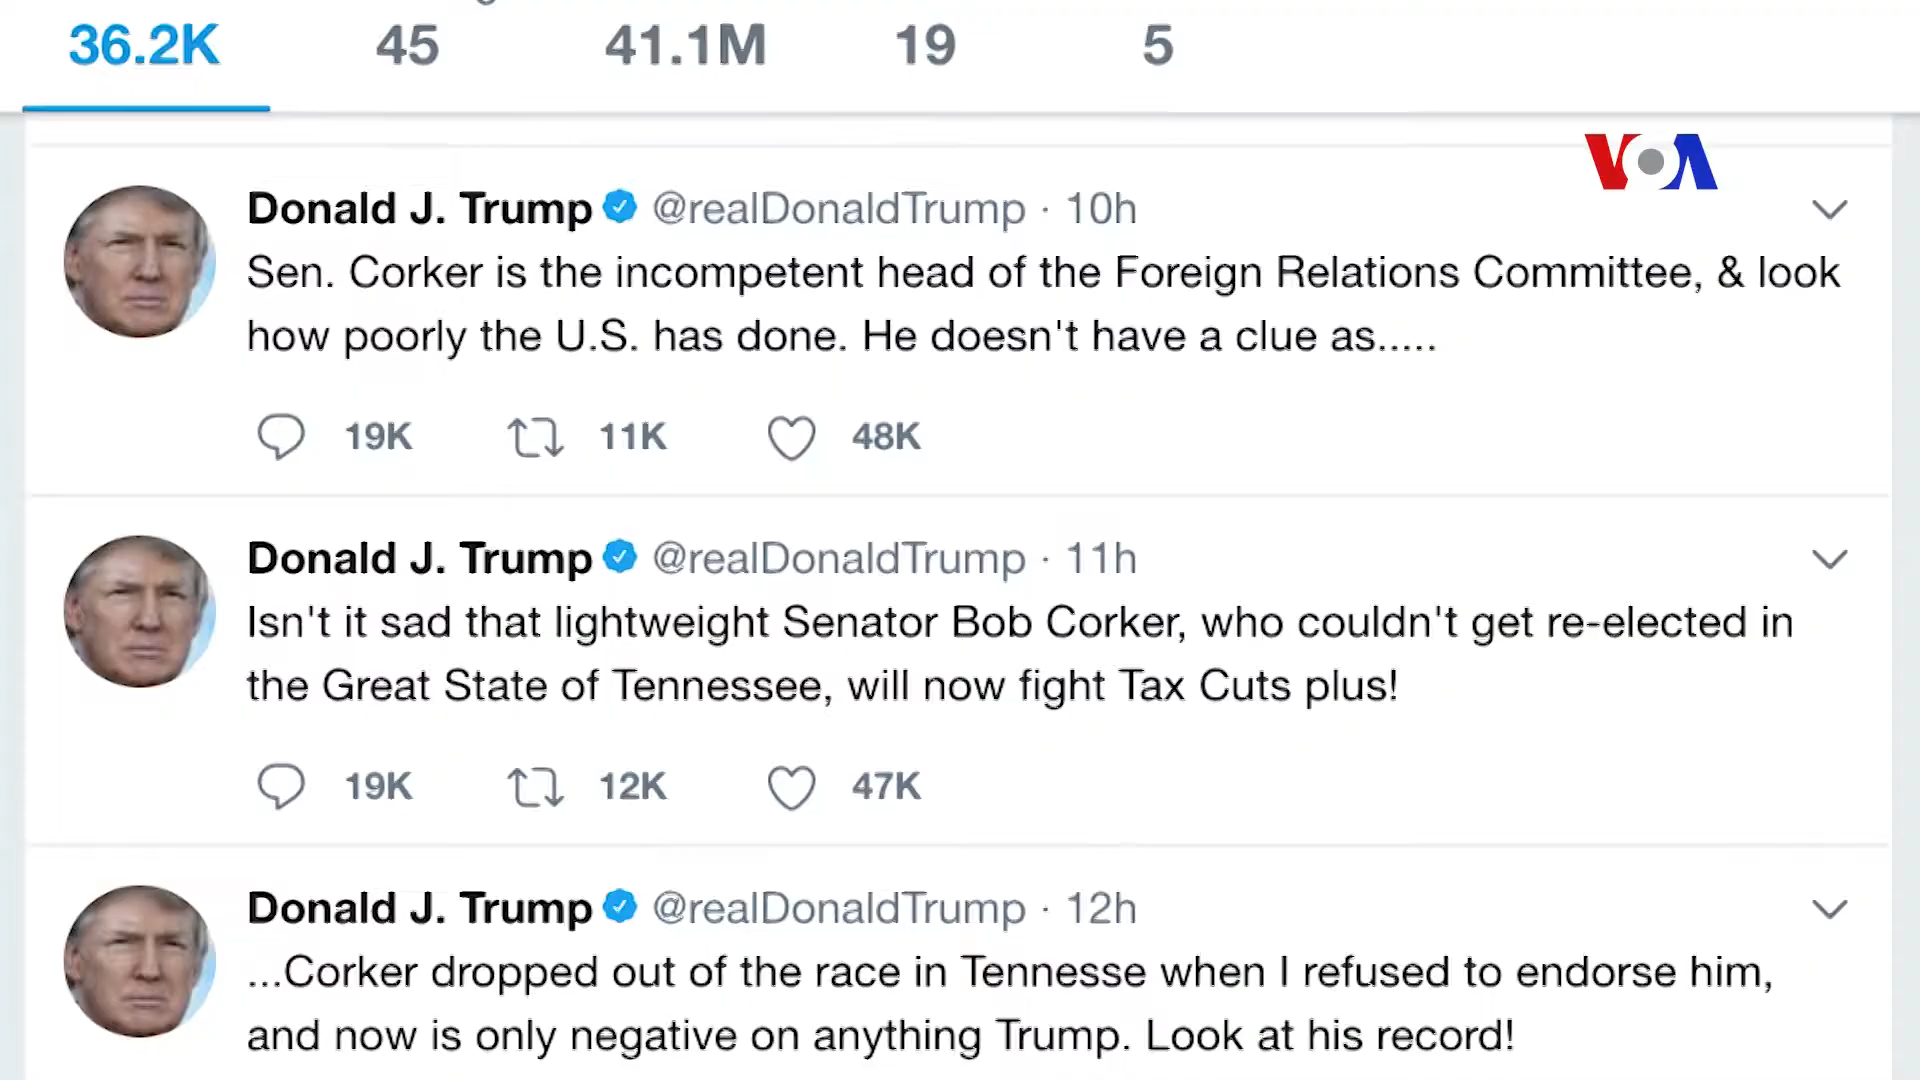 36.2K 45 41.1M 19 5
VOA
Donald J. Trump @realDonaldTrump · 10h
Sen. Corker is the incompetent head of the Foreign Relations Committee, & look
how poorly the U.S. has done. He doesn't have a clue as.....
19K 11K 48K
Donald J. Trump @realDonaldTrump · 11h
Isn't it sad that lightweight Senator Bob Corker, who couldn't get re-elected in
the Great State of Tennessee, will now fight Tax Cuts plus!
19K 12K 47K
Donald J. Trump @realDonaldTrump · 12h
...Corker dropped out of the race in Tennesse when I refused to endorse him,
and now is only negative on anything Trump. Look at his record!